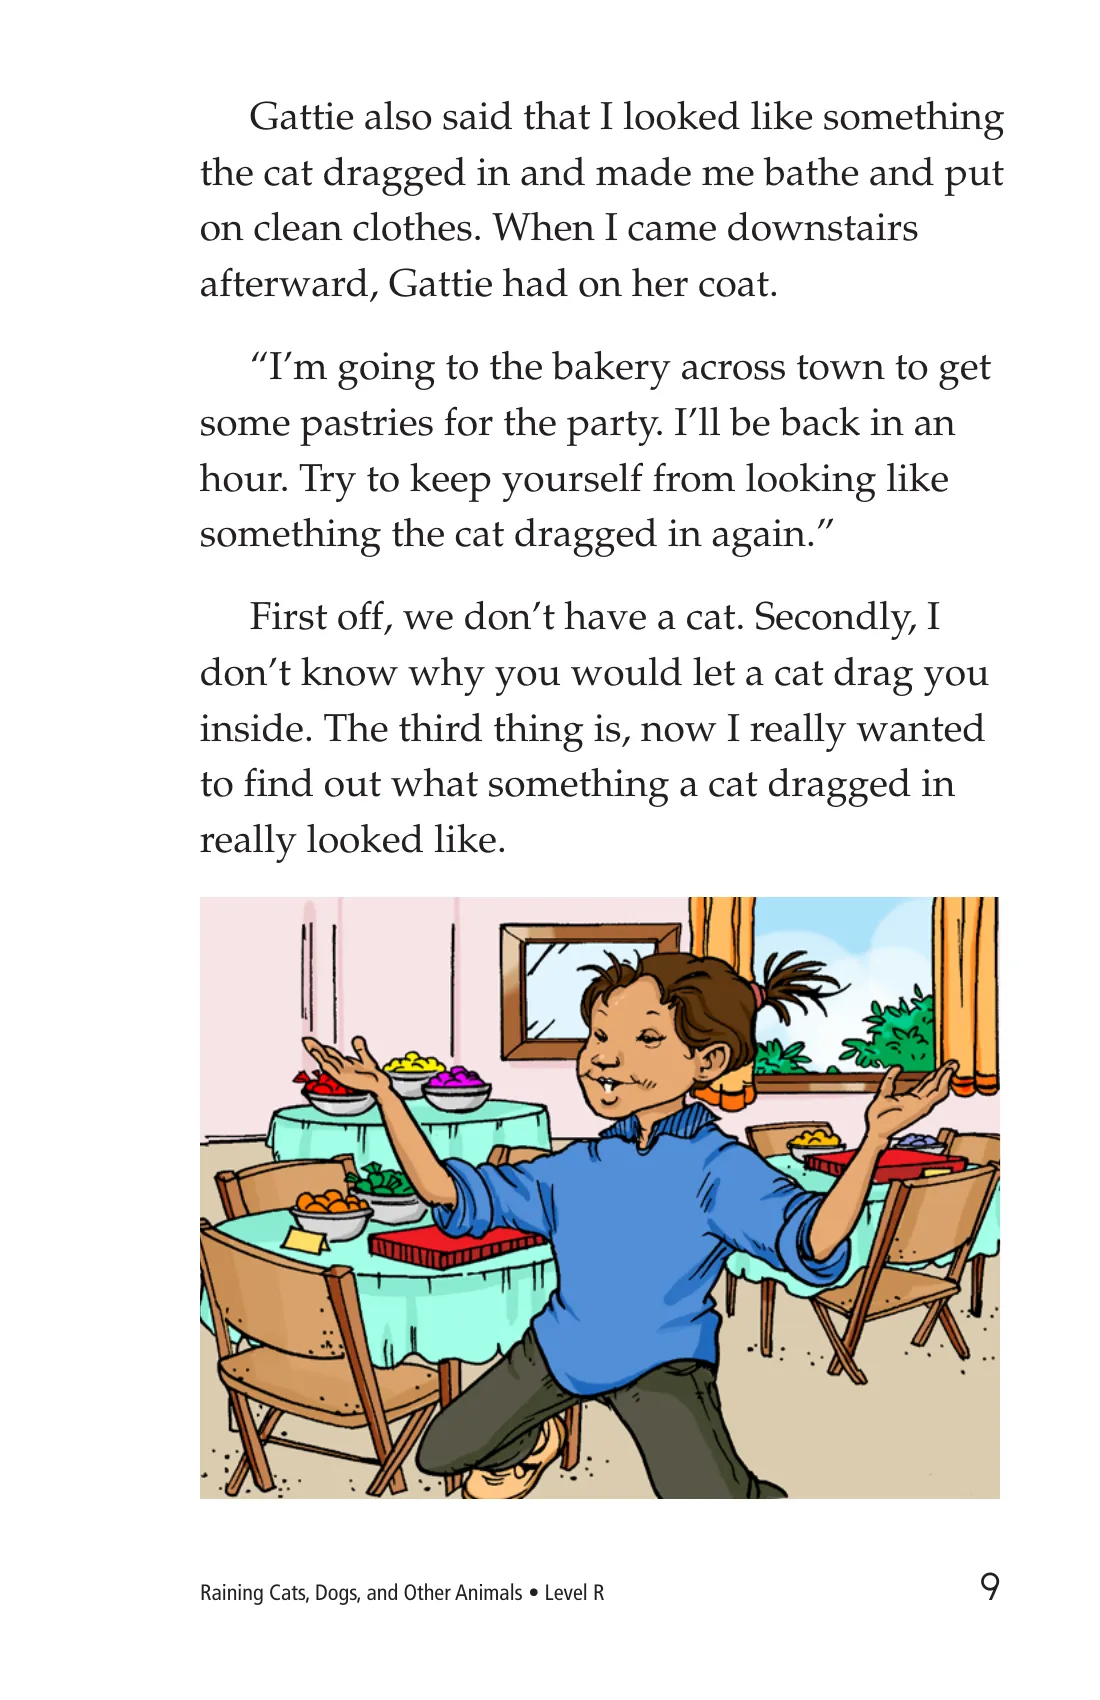 Gattie also said that I looked like something
the cat dragged in and made me bathe and put
on clean clothes. When I came downstairs
afterward, Gattie had on her coat.
“I’m going to the bakery across town to get
some pastries for the party. I’ll be back in an
hour. Try to keep yourself from looking like
something the cat dragged in again.”
First off, we don’t have a cat. Secondly, I
don’t know why you would let a cat drag you
inside. The third thing is, now I really wanted
to find out what something a cat dragged in
really looked like.
Raining Cats, Dogs, and Other Animals • Level R
9